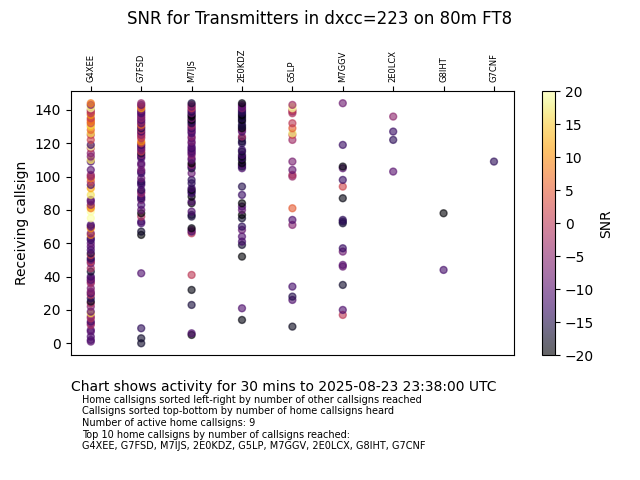 SNR for Transmitters in dxcc=223 on 80m FT8
G4XEE
G7FSD
M7IJS
2E0KDZ
G5LP
M7GGV
2E0LCX
G8IHT
G7CNF
Receiving callsign
140
120
100
80
60
40
20
0
20
15
10
5
0
−5
−10
−15
−20
SNR
Chart shows activity for 30 mins to 2025-08-23 23:38:00 UTC
Home callsigns sorted left-right by number of other callsigns reached
Callsigns sorted top-bottom by number of home callsigns heard
Number of active home callsigns: 9
Top 10 home callsigns by number of callsigns reached:
G4XEE, G7FSD, M7IJS, 2E0KDZ, G5LP, M7GGV, 2E0LCX, G8IHT, G7CNF